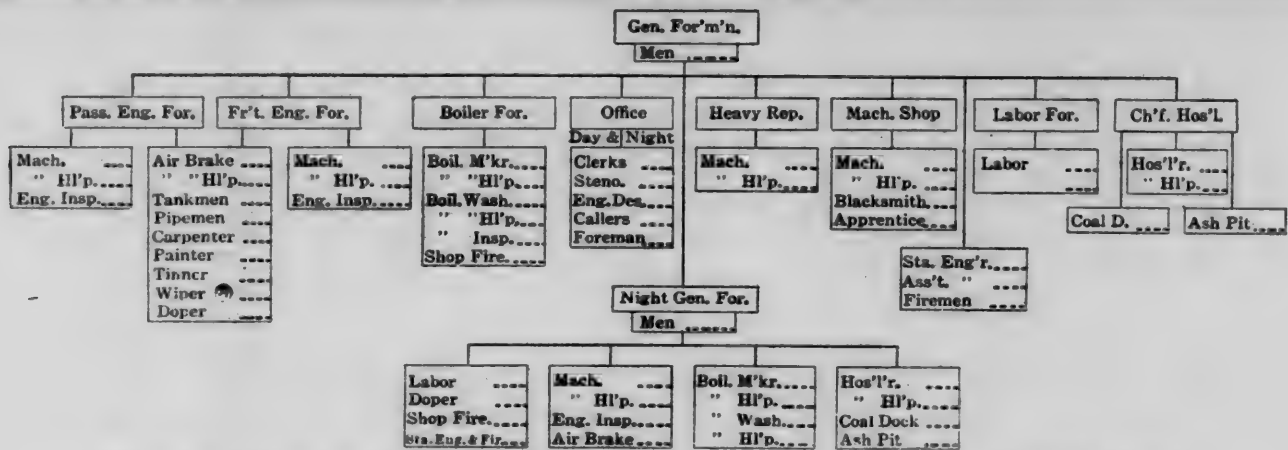 Gen. For'm'n.
Men
Pass. Eng. For.
Fr't. Eng. For.
Boiler For.
Office
Day & Night
Heavy Rep.
Mach. Shop
Labor For.
Ch'f. Hos'l.
Mach.
" Hl'p.
Eng. Insp.
Air Brake
" " Hl'p.
Tankmen
Pipemen
Carpenter
Painter
Tinner
Wiper
Doper
Mach.
" Hl'p.
Eng. Insp.
Boil. M'kr.
" " Hl'p.
Boil. Wash.
" " Hl'p.
" Insp.
Shop Fire.
Clerks
Steno.
Eng. Des.
Callers
Foreman
Mach.
" Hl'p.
Mach.
" Hl'p.
Blacksmith
Apprentice
Labor
Hos'l'r.
" Hl'p.
Coal D.
Ash Pit
Sta. Eng'r.
Ass't. "
Firemen
Night Gen. For.
Men
Labor
Doper
Shop Fire.
Sta. Eng. & Fir.
Mach.
" Hl'p.
Eng. Insp.
Air Brake
Boil. M'kr.
" Hl'p.
" Wash.
" Hl'p.
Hos'l'r.
" Hl'p.
Coal Dock
Ash Pit